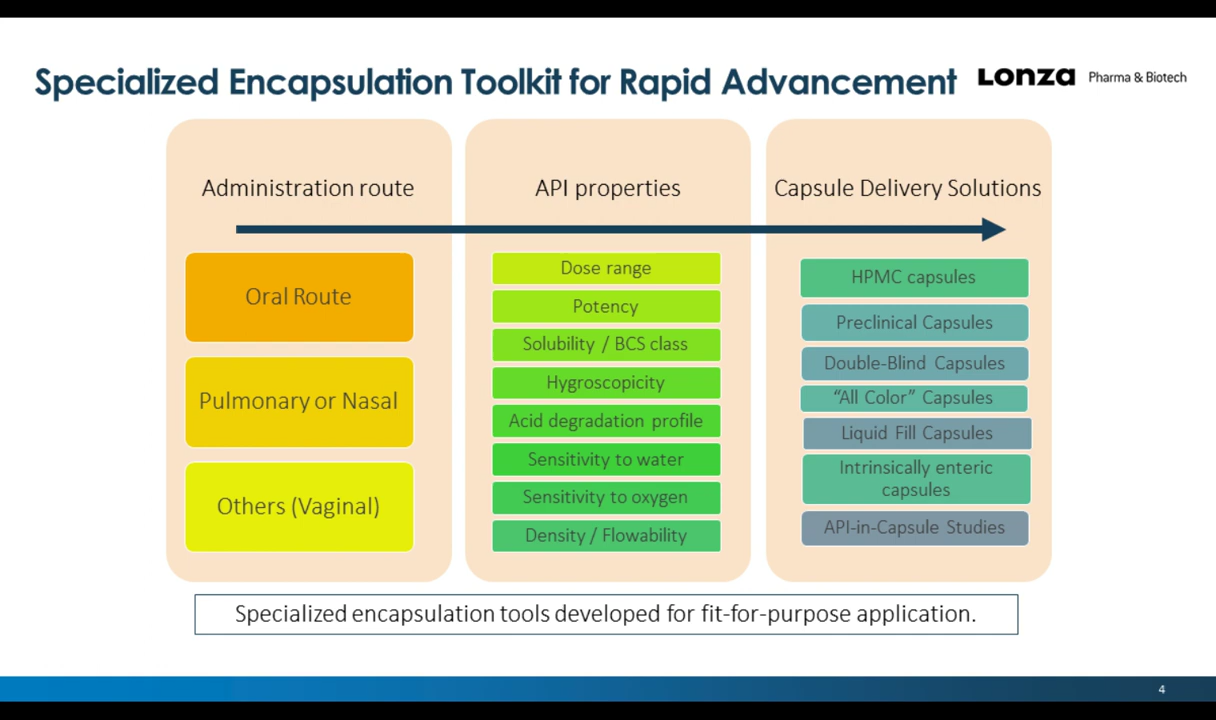 Specialized Encapsulation Toolkit for Rapid Advancement
Lonza Pharma & Biotech
Administration route
Oral Route
Pulmonary or Nasal
Others (Vaginal)
API properties
Dose range
Potency
Solubility / BCS class
Hygroscopicity
Acid degradation profile
Sensitivity to water
Sensitivity to oxygen
Density / Flowability
Capsule Delivery Solutions
HPMC capsules
Preclinical Capsules
Double-Blind Capsules
“All Color” Capsules
Liquid Fill Capsules
Intrinsically enteric
capsules
API-in-Capsule Studies
Specialized encapsulation tools developed for fit-for-purpose application.
4